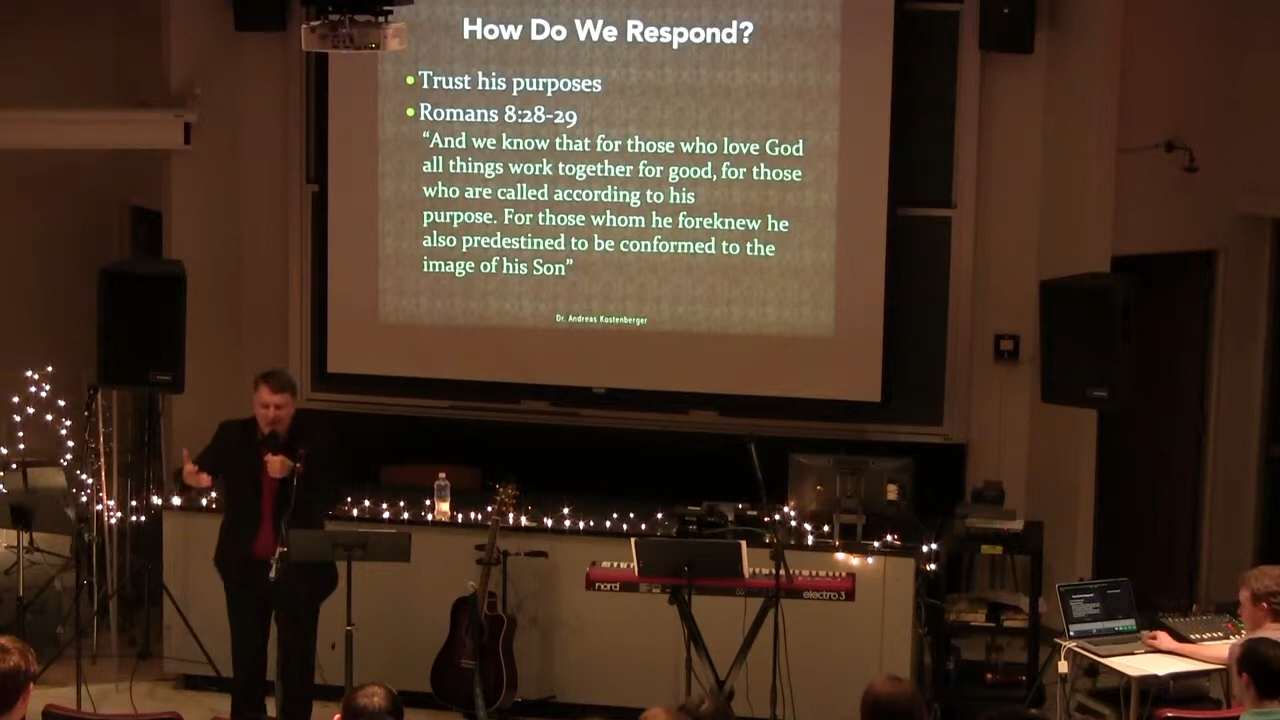 How Do We Respond?
• Trust his purposes
• Romans 8:28-29
“And we know that for those who love God
all things work together for good, for those
who are called according to his
purpose. For those whom he foreknew he
also predestined to be conformed to the
image of his Son”
Dr. Andreas Kostenberger
nord
electro 3